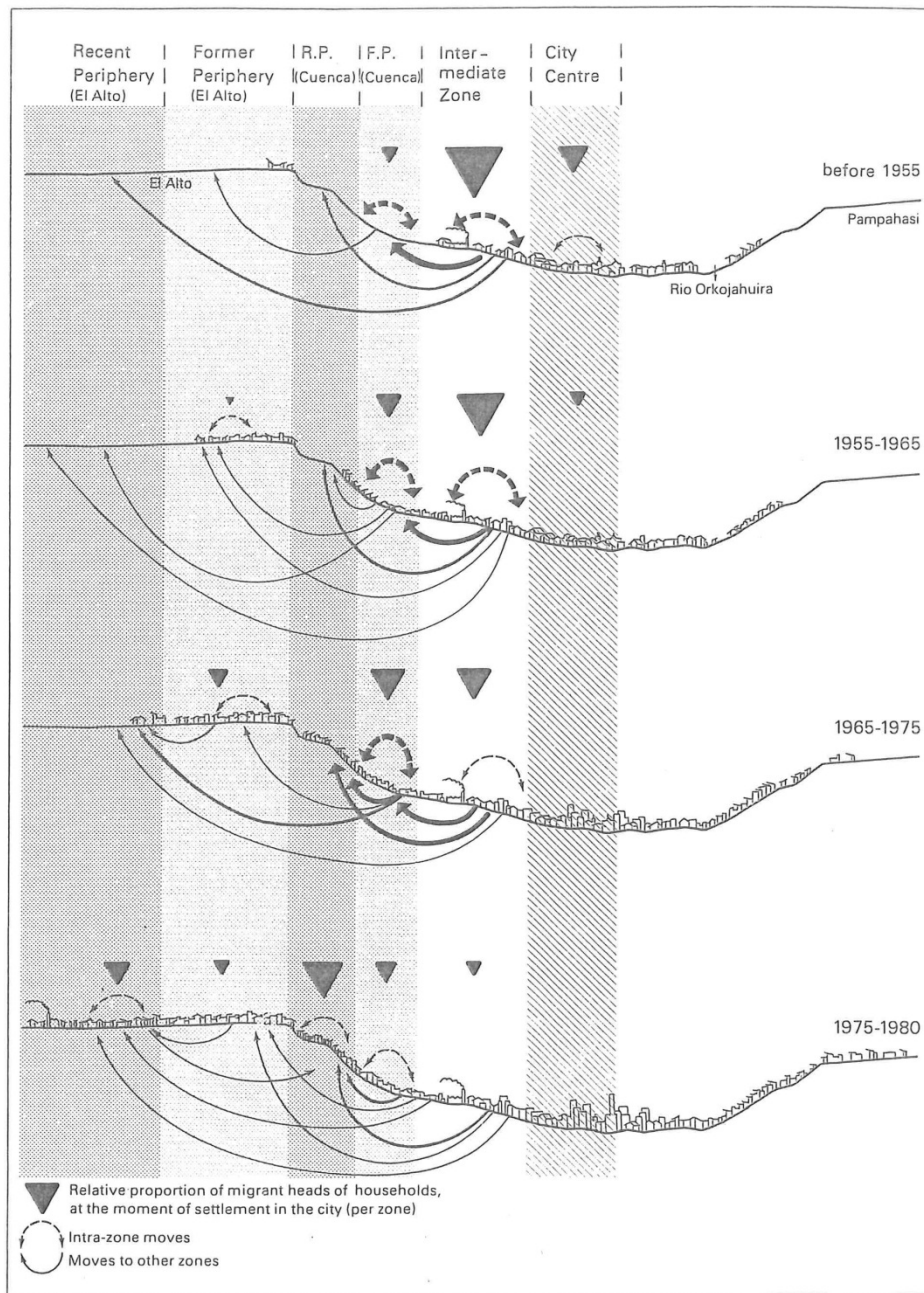 Recent
Periphery
(El Alto)
Former
Periphery
(El Alto)
R.P.
(Cuenca)
F.P.
(Cuenca)
Inter-
mediate
Zone
City
Centre
before 1955
El Alto
Pampahasi
Rio Orkojahuira
1955-1965
1965-1975
1975-1980
Relative proportion of migrant heads of households,
at the moment of settlement in the city (per zone)
Intra-zone moves
Moves to other zones